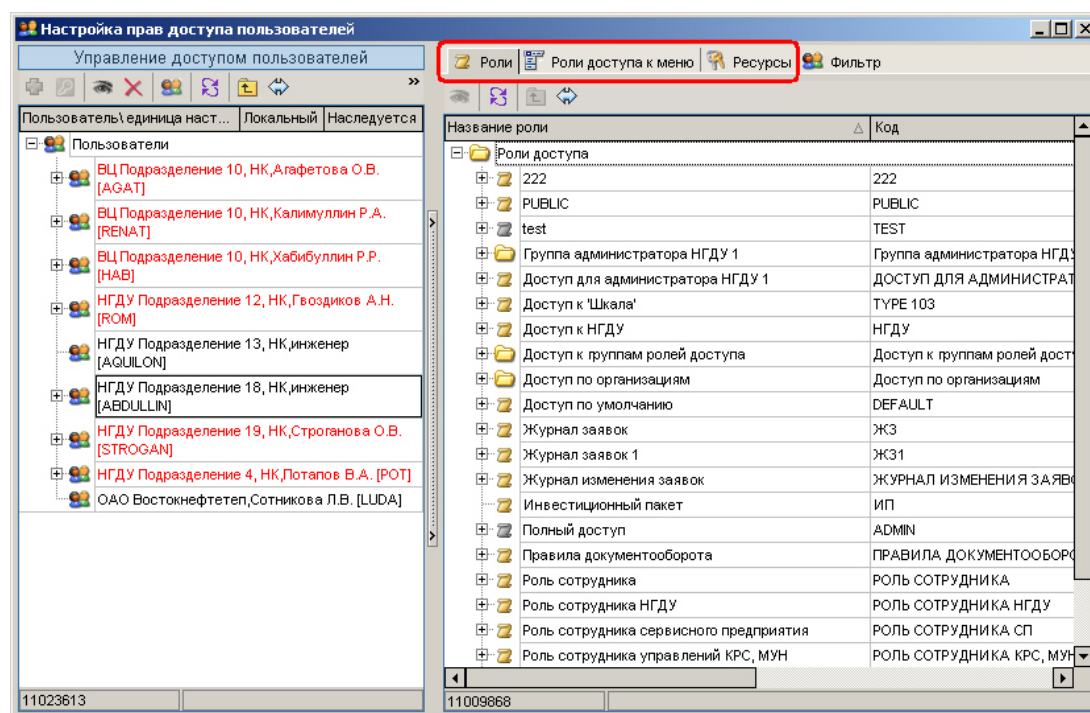 Настройка прав доступа пользователей
Управление доступом пользователей
»
Пользователь\ единица наст... Локальный Наследуется
Пользователи
ВЦ Подразделение 10, НК,Агафетова О.В.
[AGAT]
ВЦ Подразделение 10, НК,Калимуллин Р.А.
[RENAT]
ВЦ Подразделение 10, НК,Хабибуллин Р.Р.
[HAB]
НГДУ Подразделение 12, НК,Гвоздиков А.Н.
[ROM]
НГДУ Подразделение 13, НК,инженер
[AQUILON]
НГДУ Подразделение 18, НК,инженер
[ABDULLIN]
НГДУ Подразделение 19, НК,Строганова О.В.
[STROGAN]
НГДУ Подразделение 4, НК,Потапов В.А. [POT]
ОАО Востокнефтетеп,Сотникова Л.В. [LUDA]
11023613
Роли Роли доступа к меню Ресурсы Фильтр
Название роли Код
Роли доступа
222 222
PUBLIC PUBLIC
test TEST
Группа администратора НГДУ 1 Группа администратора НГДУ
Доступ для администратора НГДУ 1 ДОСТУП ДЛЯ АДМИНИСТРАТ
Доступ к 'Шкала' TYPE 103
Доступ к НГДУ НГДУ
Доступ к группам ролей доступа Доступ к группам ролей дост
Доступ по организациям Доступ по организациям
Доступ по умолчанию DEFAULT
Журнал заявок ЖЗ
Журнал заявок 1 ЖЗ1
Журнал изменения заявок ЖУРНАЛ ИЗМЕНЕНИЯ ЗАЯВО
Инвестиционный пакет ИП
Полный доступ ADMIN
Правила документооборота ПРАВИЛА ДОКУМЕНТООБОРО
Роль сотрудника РОЛЬ СОТРУДНИКА
Роль сотрудника НГДУ РОЛЬ СОТРУДНИКА НГДУ
Роль сотрудника сервисного предприятия РОЛЬ СОТРУДНИКА СП
Роль сотрудника управлений КРС, МУН РОЛЬ СОТРУДНИКА КРС, МУН
11009868